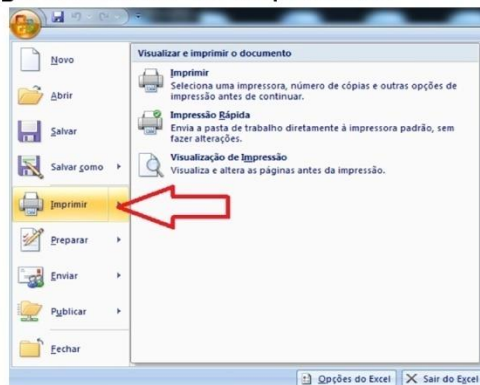 Novo
Abrir
Salvar
Salvar como
Imprimir
Preparar
Enviar
Publicar
Fechar
Visualizar e imprimir o documento
Imprimir
Seleciona uma impressora, número de cópias e outras opções de
impressão antes de continuar.
Impressão Rápida
Envia a pasta de trabalho diretamente à impressora padrão, sem
fazer alterações.
Visualização de Impressão
Visualiza e altera as páginas antes da impressão.
Opções do Excel
Sair do Excel